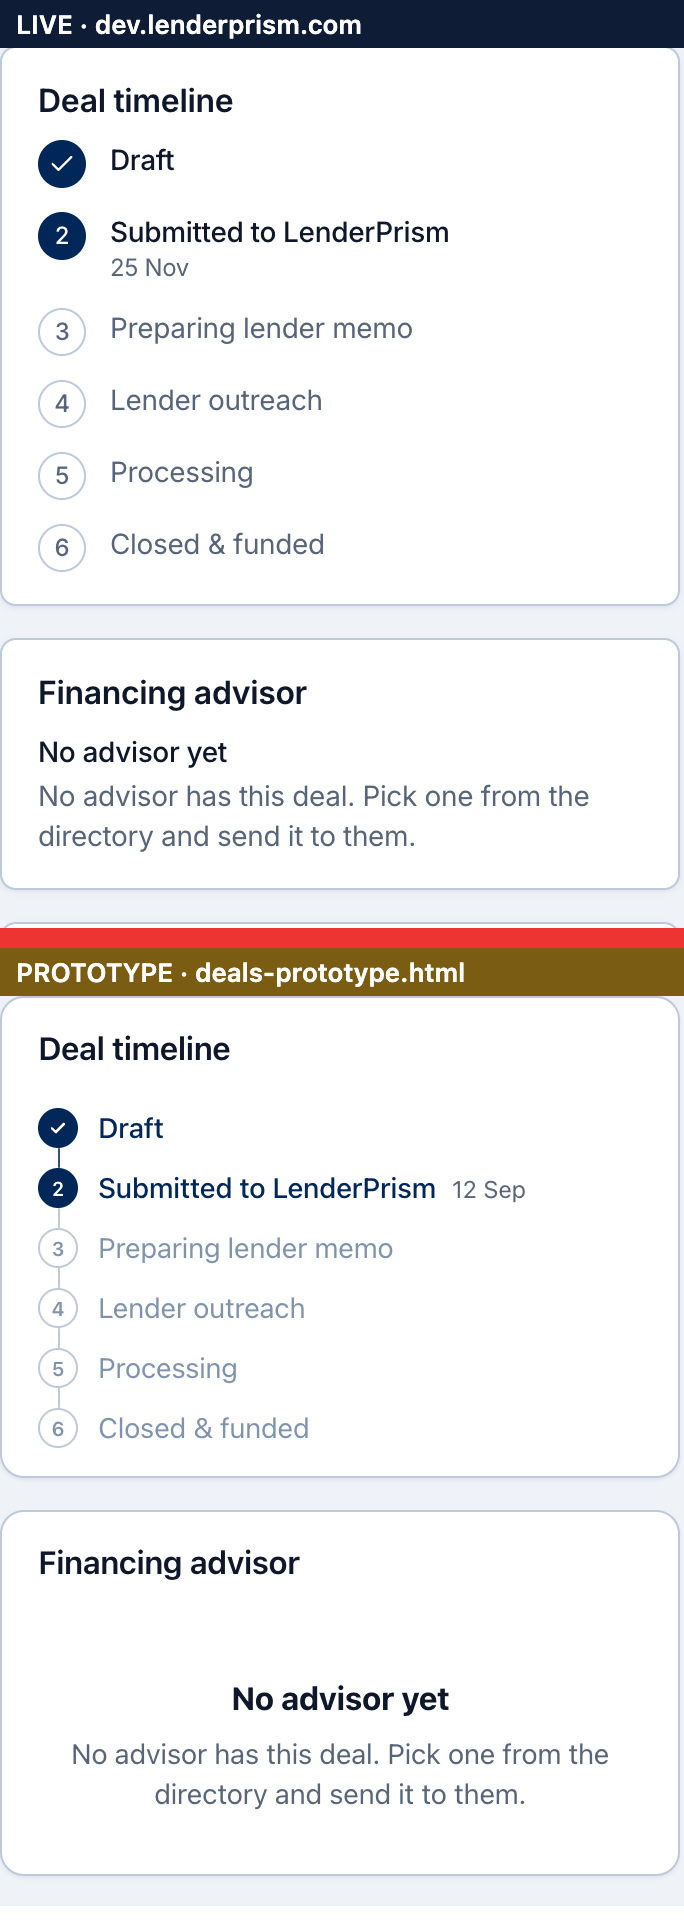 LIVE · dev.lenderprism.com
Deal timeline
Draft
2 Submitted to LenderPrism
25 Nov
3 Preparing lender memo
4 Lender outreach
5 Processing
6 Closed & funded
Financing advisor
No advisor yet
No advisor has this deal. Pick one from the
directory and send it to them.
PROTOTYPE · deals-prototype.html
Deal timeline
Draft
2 Submitted to LenderPrism 12 Sep
3 Preparing lender memo
4 Lender outreach
5 Processing
6 Closed & funded
Financing advisor
No advisor yet
No advisor has this deal. Pick one from the
directory and send it to them.